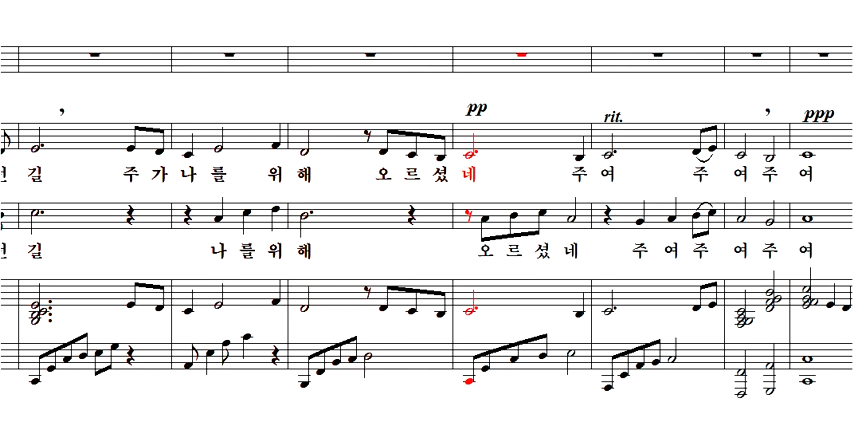 pp
rit.
ppp
길 주 가 나 를 위 해 오 르 셨 네 주 여 주 여 주 여
길 나 를 위 해 오 르 셨 네 주 여 주 여 주 여